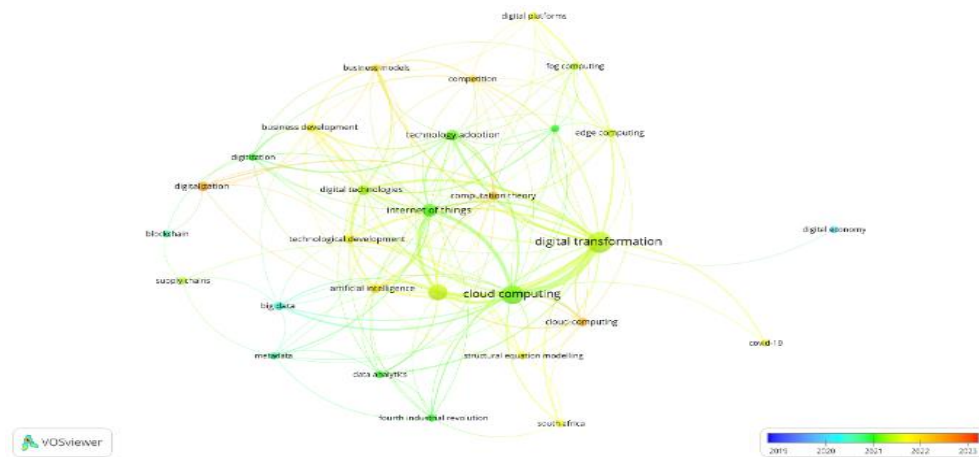 digital platforms
business models
fog computing
competition
business development
technology adoption
edge computing
digitization
digitalization
digital technologies
computation theory
internet of things
blockchain
digital economy
technological development
digital transformation
supply chains
artificial intelligence
cloud computing
big data
cloud-computing
covid-19
metadata
structural equation modelling
data analytics
fourth industrial revolution
south africa
VOSviewer
2019 2020 2021 2022 2023